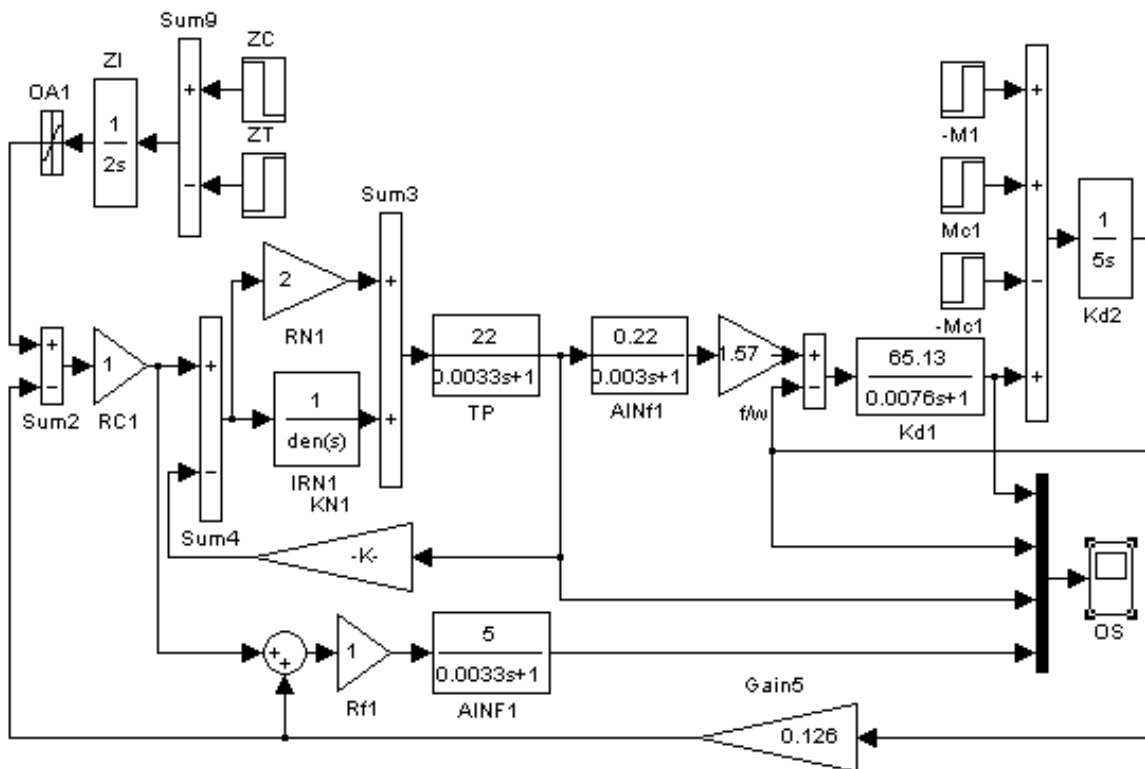 Sum9
ZC
ZI
OA1
+
1
2s
ZT
−
-M1
+
Sum3
Mc1
+
1
5s
Kd2
-Mc1
−
2
+
RN1
+
−
Sum2
1
RC1
+
22
0.0033s+1
TP
0.22
0.003s+1
AINf1
1.57
f/w
+
−
65.13
0.0076s+1
Kd1
+
1
den(s)
IRN1
+
KN1
−
Sum4
-K-
OS
+
+
1
Rf1
5
0.0033s+1
AINF1
Gain5
0.126